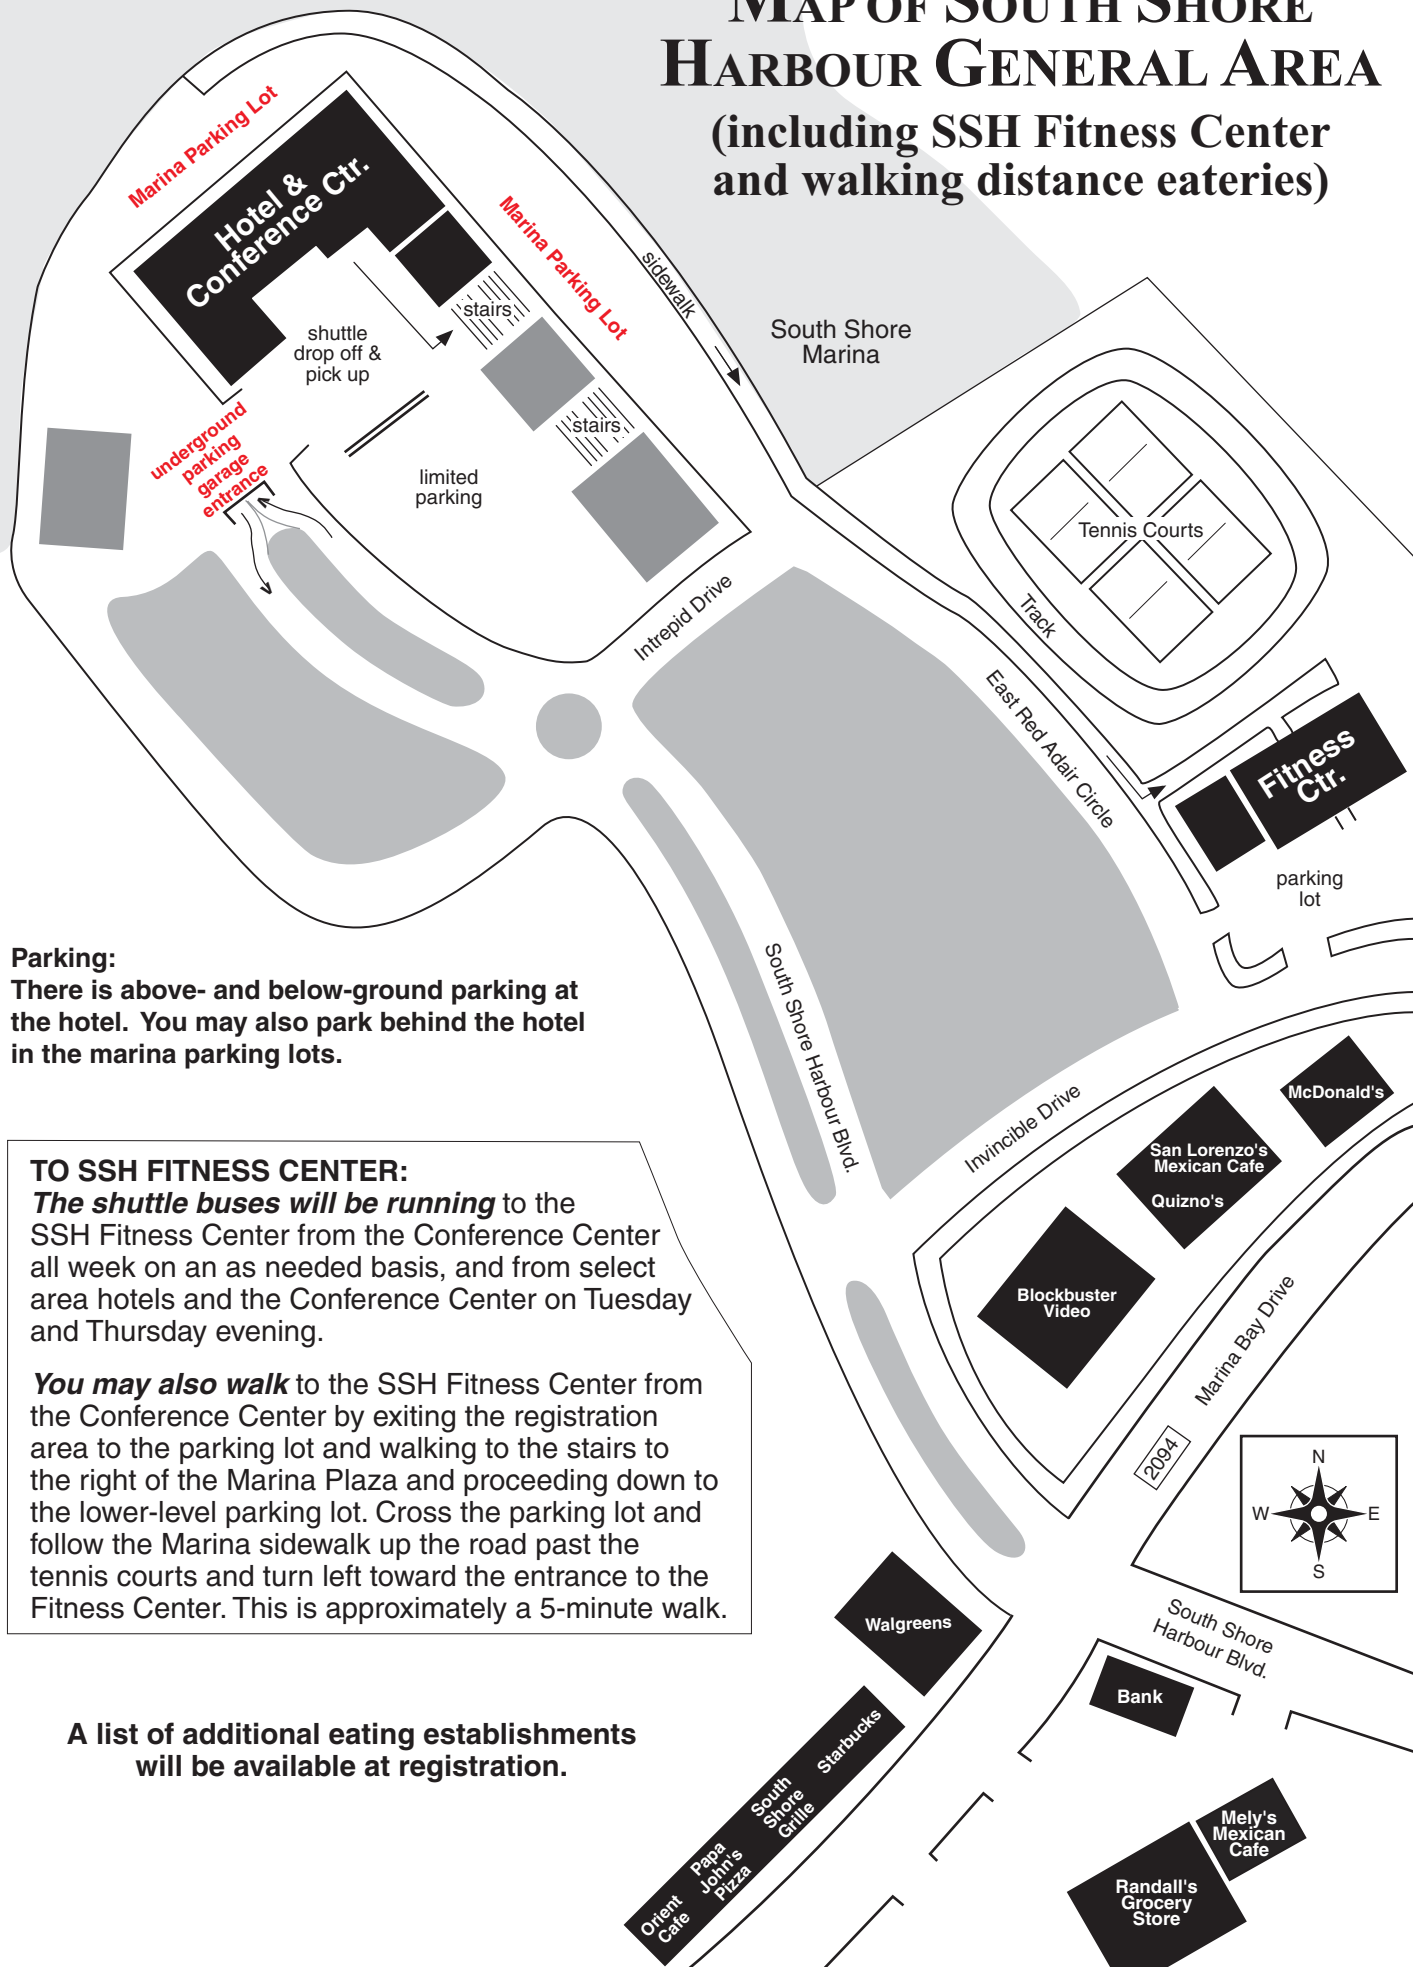 MAP OF SOUTH SHORE
HARBOUR GENERAL AREA
(including SSH Fitness Center
and walking distance eateries)
Marina Parking Lot
Hotel &
Conference Ctr.
Marina Parking Lot
sidewalk
stairs
shuttle
drop off &
pick up
South Shore
Marina
stairs
underground
parking
garage
entrance
limited
parking
Tennis Courts
Track
Intrepid Drive
East Red Adair Circle
Fitness
Ctr.
parking
lot
Parking:
There is above- and below-ground parking at
the hotel. You may also park behind the hotel
in the marina parking lots.
South Shore Harbour Blvd.
Invincible Drive
McDonald's
San Lorenzo's
Mexican Cafe
Quizno's
Blockbuster
Video
Marina Bay Drive
2094
TO SSH FITNESS CENTER:
The shuttle buses will be running to the
SSH Fitness Center from the Conference Center
all week on an as needed basis, and from select
area hotels and the Conference Center on Tuesday
and Thursday evening.
You may also walk to the SSH Fitness Center from
the Conference Center by exiting the registration
area to the parking lot and walking to the stairs to
the right of the Marina Plaza and proceeding down to
the lower-level parking lot. Cross the parking lot and
follow the Marina sidewalk up the road past the
tennis courts and turn left toward the entrance to the
Fitness Center. This is approximately a 5-minute walk.
N
W
E
S
South Shore
Harbour Blvd.
Walgreens
Bank
A list of additional eating establishments
will be available at registration.
Starbucks
South
Shore
Grille
Papa
John's
Pizza
Orient
Cafe
Mely's
Mexican
Cafe
Randall's
Grocery
Store